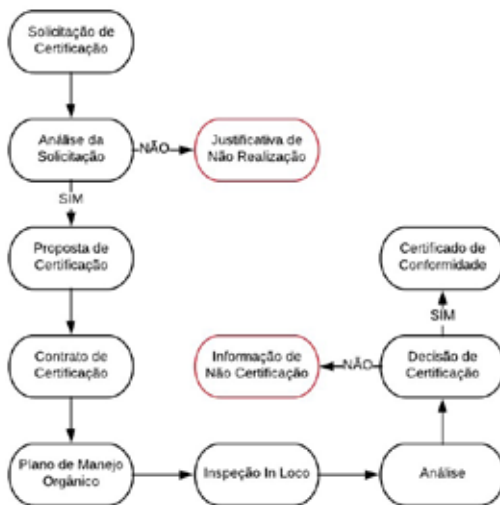 Solicitação de
Certificação
Análise da
Solicitação
NÃO
Justificativa de
Não Realização
SIM
Proposta de
Certificação
Certificado de
Conformidade
SIM
Contrato de
Certificação
Informação de
Não Certificação
NÃO
Decisão de
Certificação
Plano de Manejo
Orgânico
Inspeção In Loco
Análise